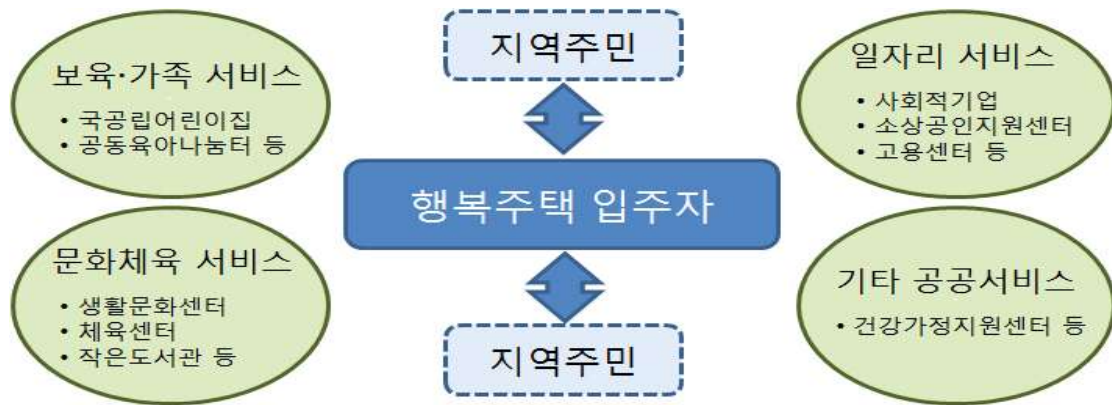 지역주민
보육·가족 서비스
• 국공립어린이집
• 공동육아나눔터 등
일자리 서비스
• 사회적기업
• 소상공인지원센터
• 고용센터 등
행복주택 입주자
문화체육 서비스
• 생활문화센터
• 체육센터
• 작은도서관 등
기타 공공서비스
• 건강가정지원센터 등
지역주민